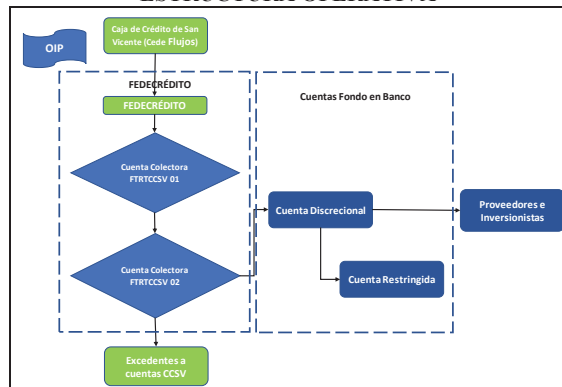 ESTRUCTURA OPERATIVA
OIP
Caja de Crédito de San
Vicente (Cede Flujos)
FEDECRÉDITO
FEDECRÉDITO
Cuenta Colectora
FTRTCCSV 01
Cuenta Colectora
FTRTCCSV 02
Excedentes a
cuentas CCSV
Cuentas Fondo en Banco
Cuenta Discrecional
Cuenta Restringida
Proveedores e
Inversionistas